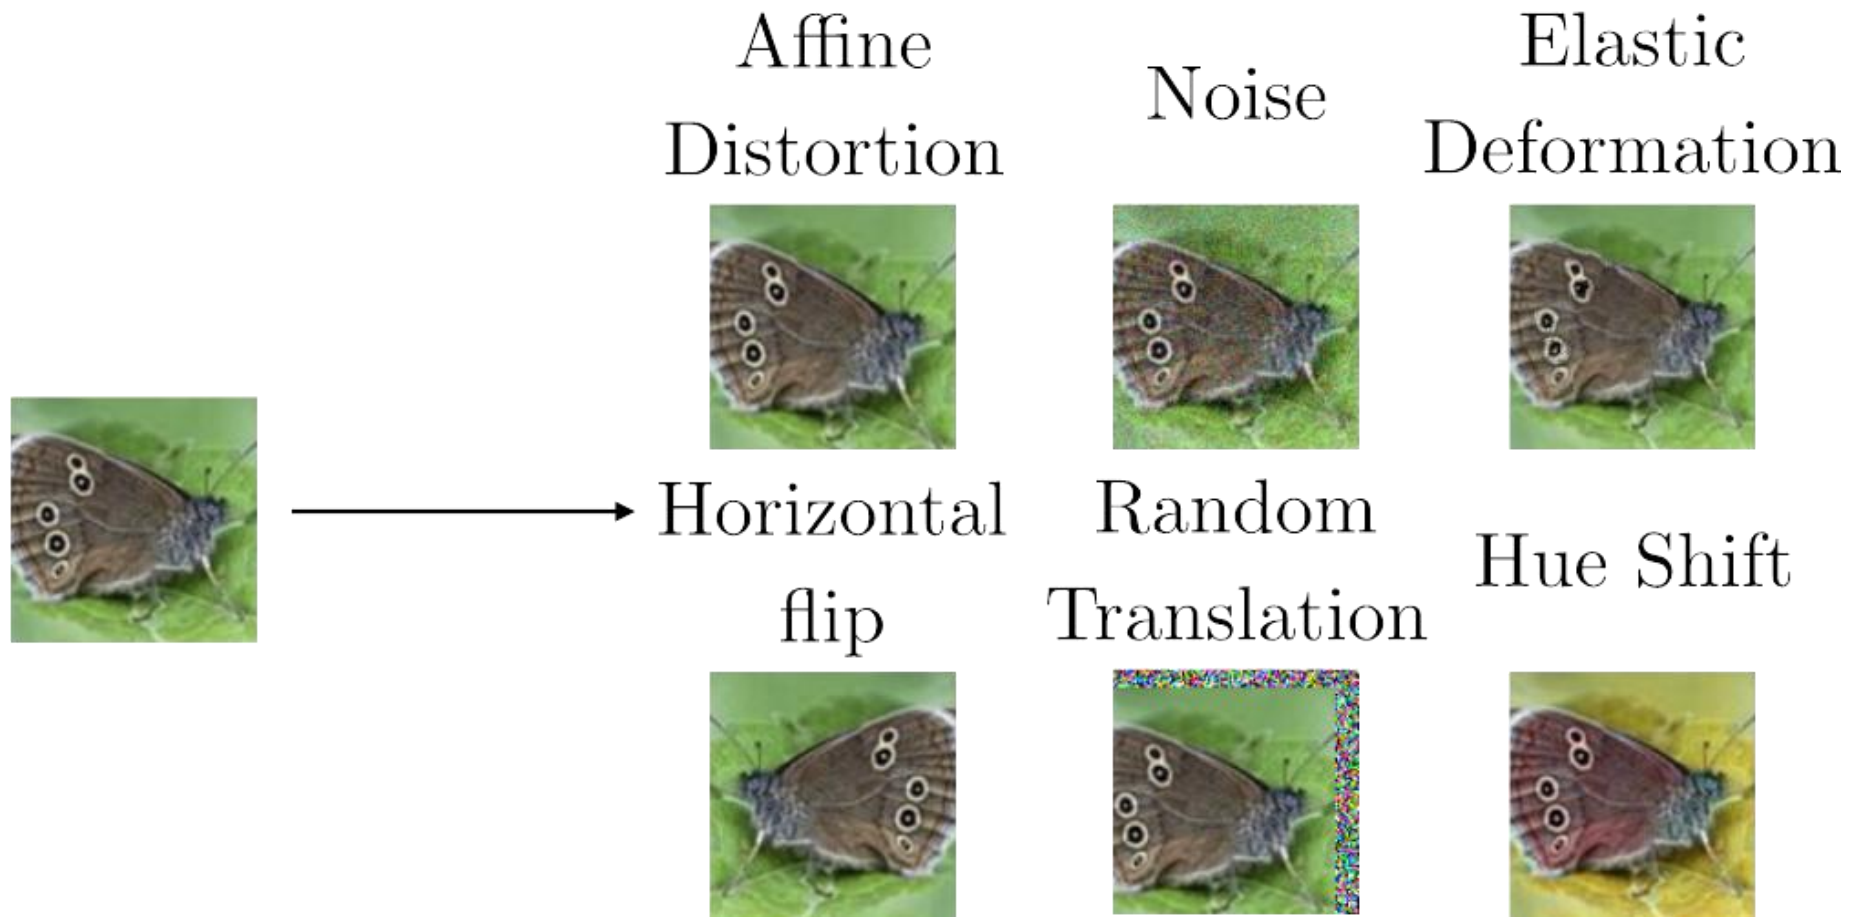 Affine
Distortion
Noise
Elastic
Deformation
Horizontal
flip
Random
Translation
Hue Shift